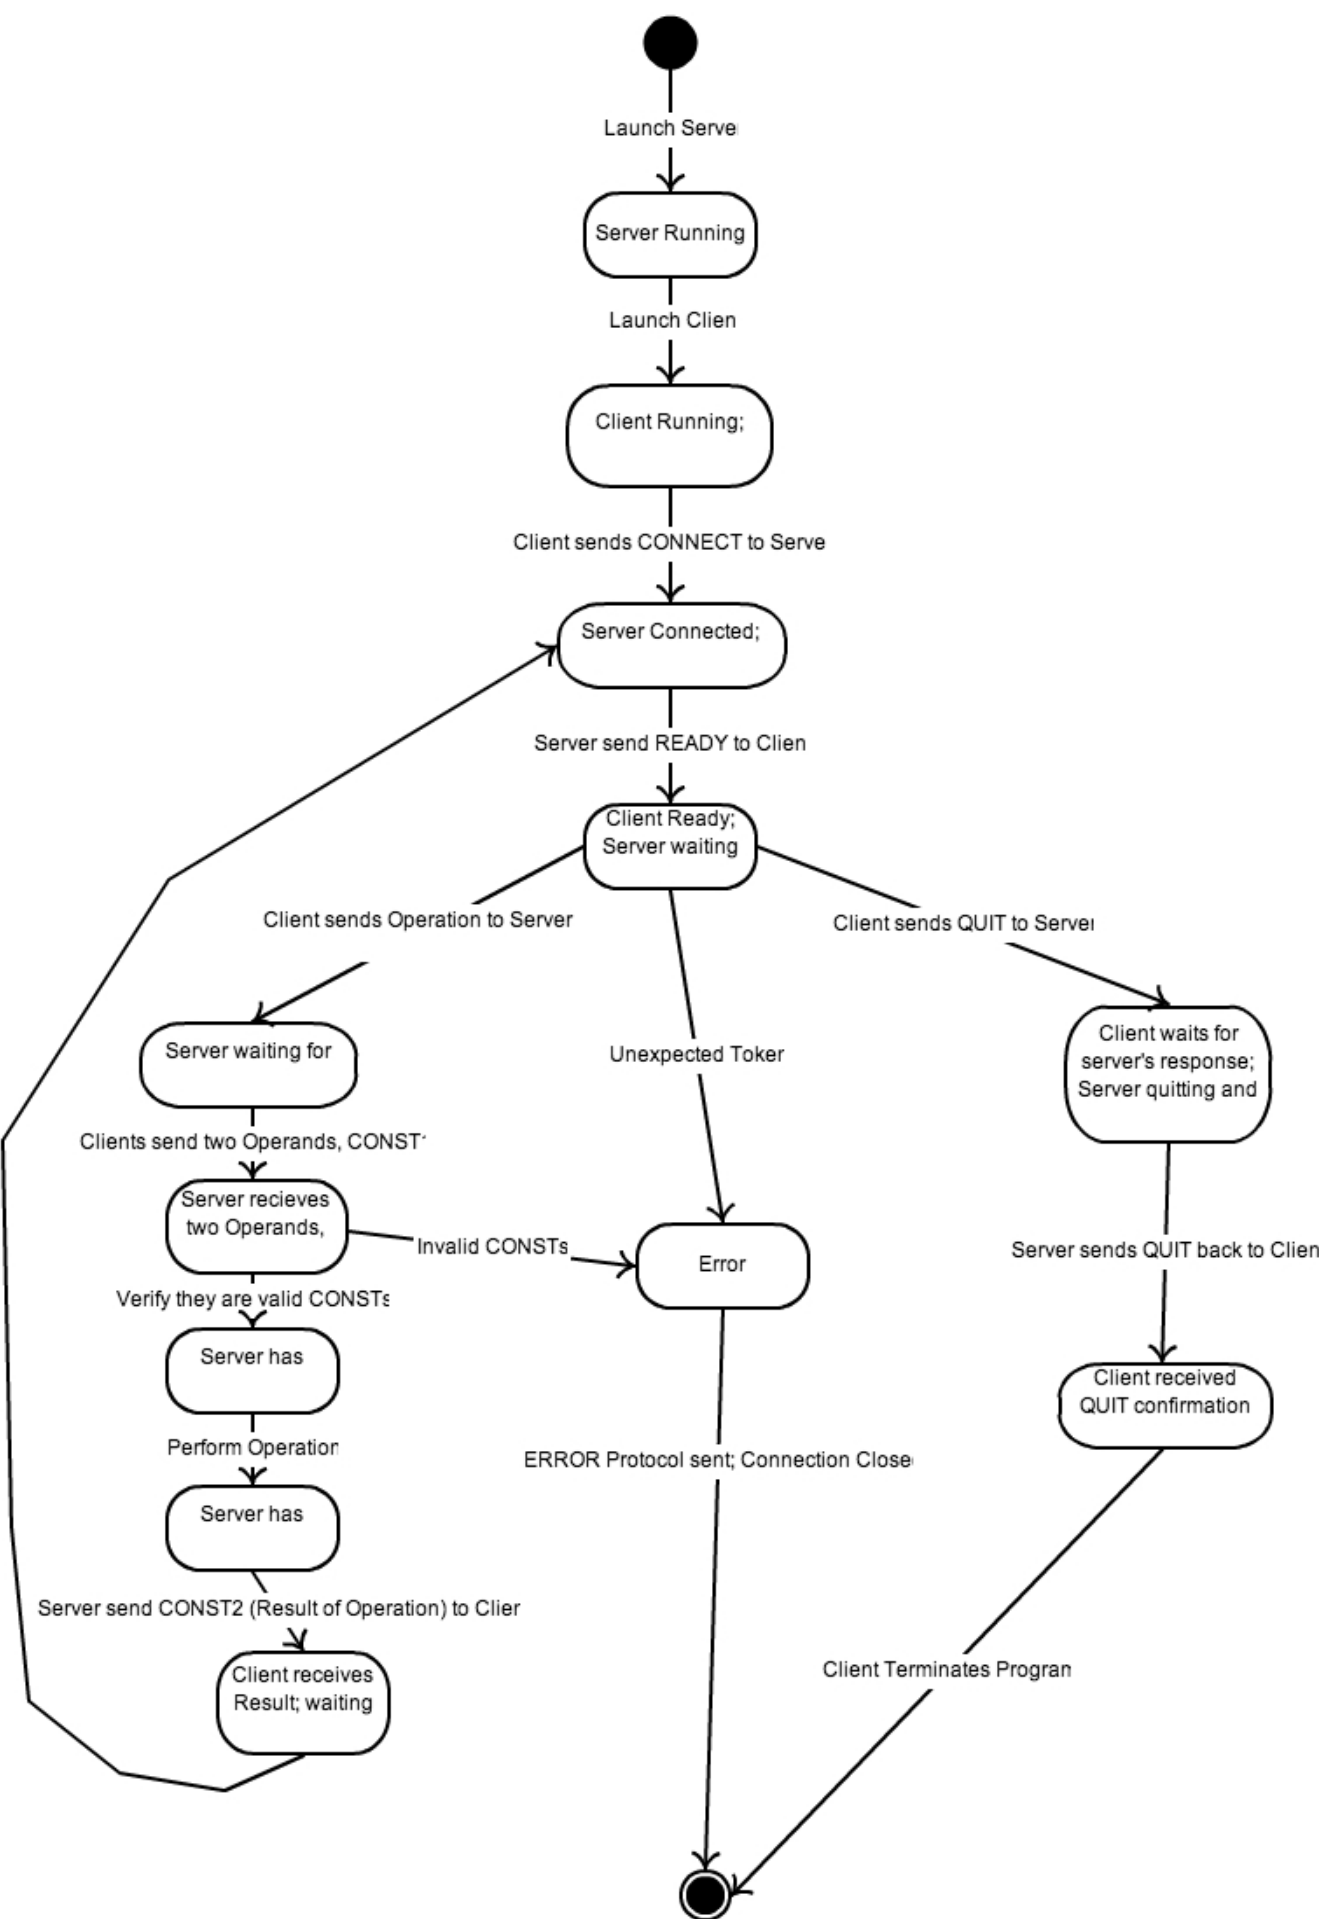 Launch Serve
Server Running
Launch Clien
Client Running;
Client sends CONNECT to Serve
Server Connected;
Server send READY to Clien
Client Ready;
Server waiting
Client sends Operation to Server
Client sends QUIT to Server
Unexpected Token
Server waiting for
Clients send two Operands, CONST1
Server recieves
two Operands,
Invalid CONSTs
Verify they are valid CONSTs
Server has
Perform Operation
Server has
Server send CONST2 (Result of Operation) to Clien
Client receives
Result; waiting
Error
ERROR Protocol sent; Connection Close
Client waits for
server's response;
Server quitting and
Server sends QUIT back to Clien
Client received
QUIT confirmation
Client Terminates Program